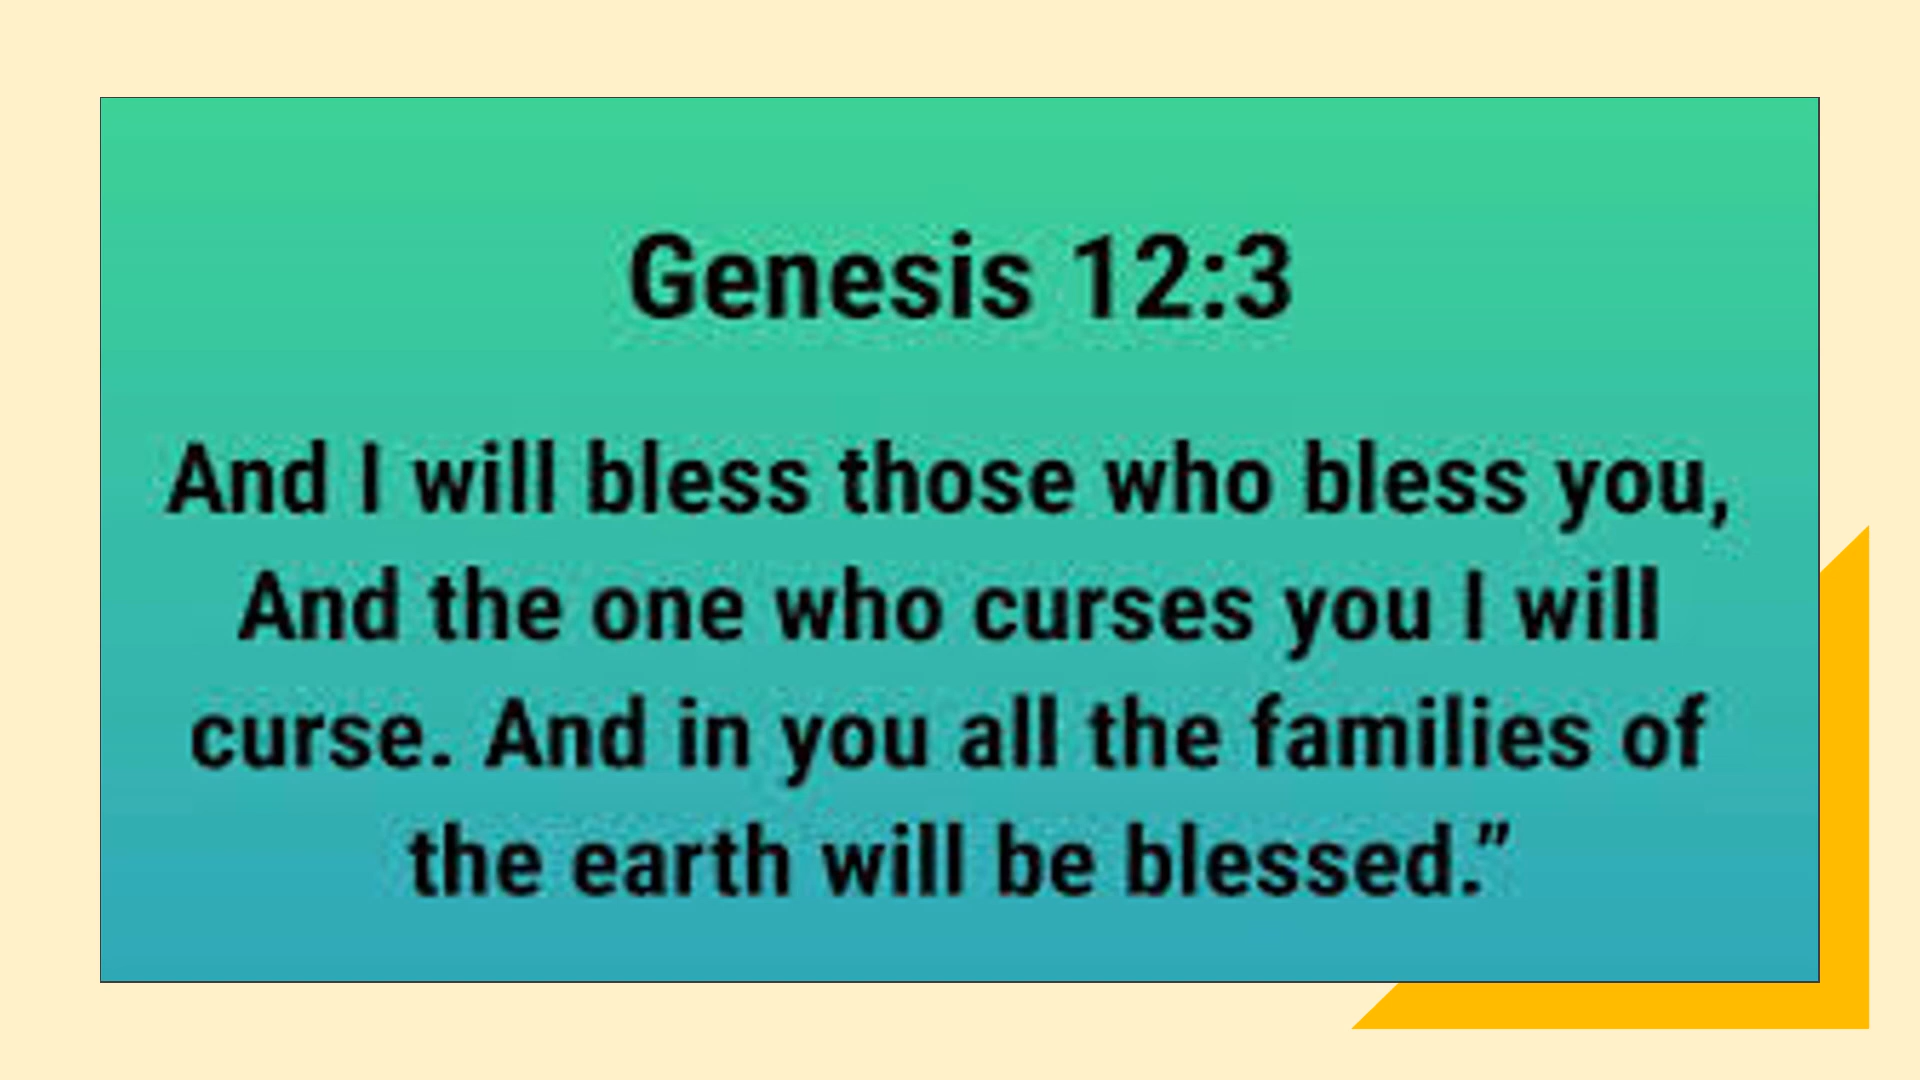 Genesis 12:3
And I will bless those who bless you,
And the one who curses you I will
curse. And in you all the families of
the earth will be blessed.”